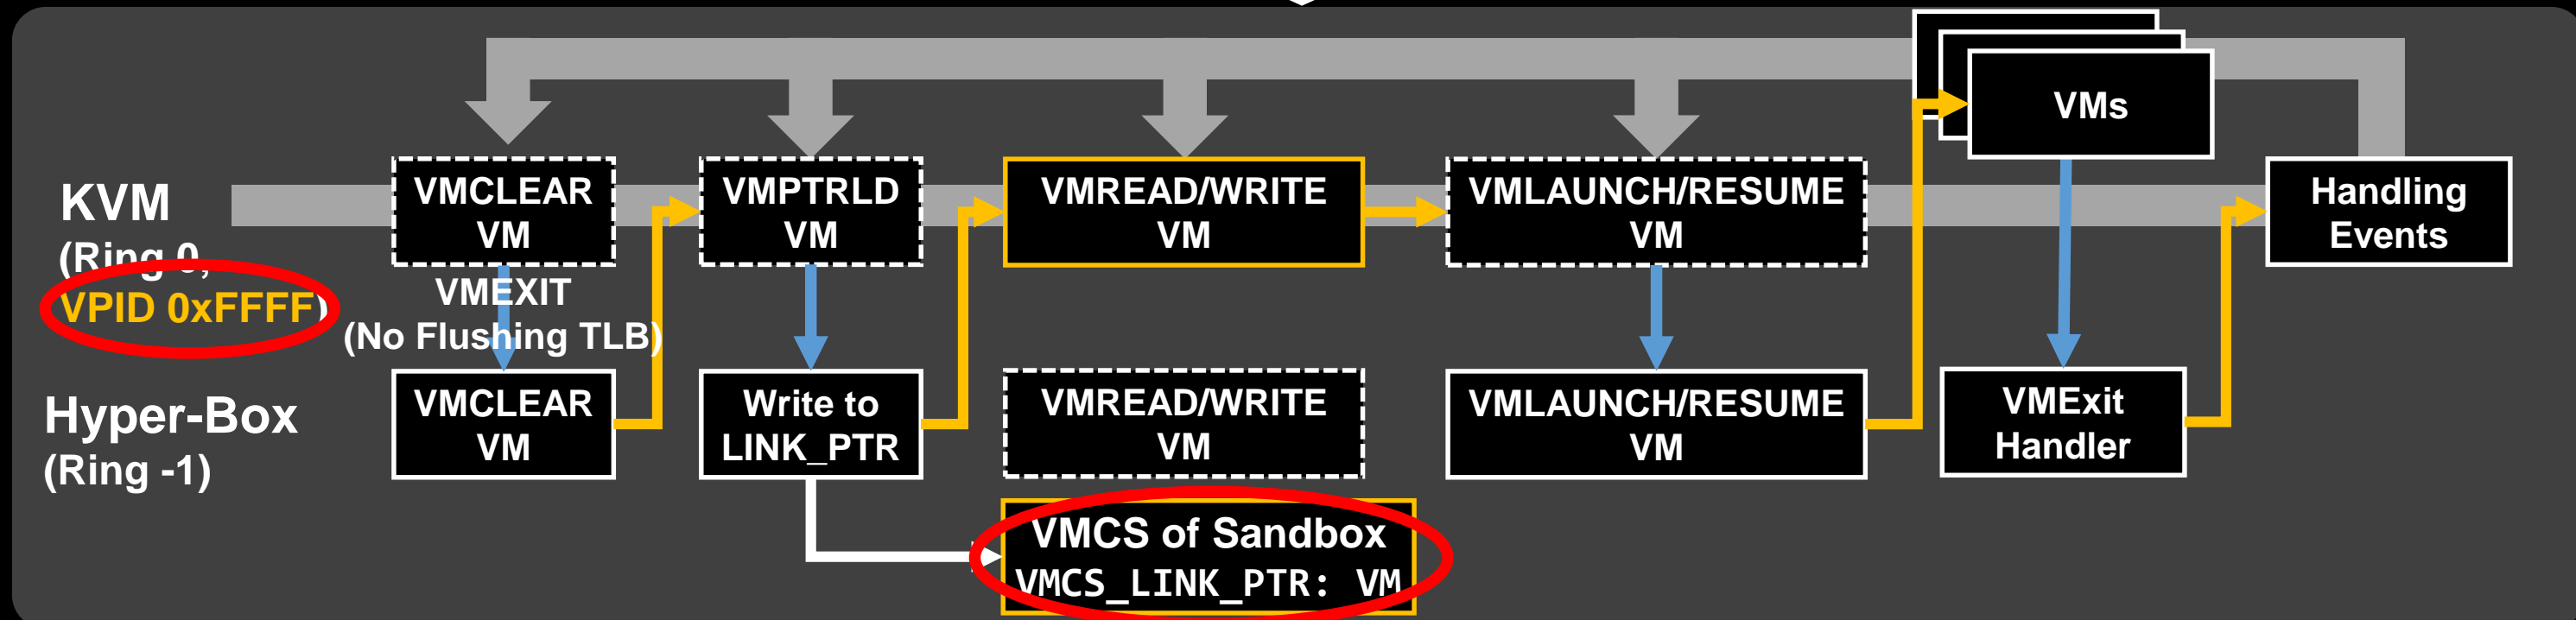 VMs
KVM
(Ring 0,
VPID 0xFFFF)
VMCLEAR
VM
VMPTRLD
VM
VMREAD/WRITE
VM
VMLAUNCH/RESUME
VM
Handling
Events
VMEXIT
(No Flushing TLB)
Hyper-Box
(Ring -1)
VMCLEAR
VM
Write to
LINK_PTR
VMREAD/WRITE
VM
VMLAUNCH/RESUME
VM
VMExit
Handler
VMCS of Sandbox
VMCS_LINK_PTR: VM